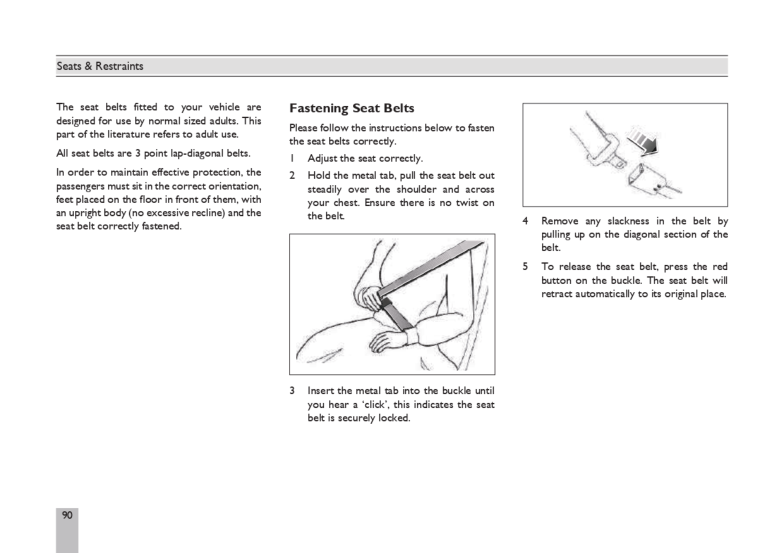 Seats & Restraints
The seat belts fitted to your vehicle are
designed for use by normal sized adults. This
part of the literature refers to adult use.
All seat belts are 3 point lap-diagonal belts.
In order to maintain effective protection, the
passengers must sit in the correct orientation,
feet placed on the floor in front of them, with
an upright body (no excessive recline) and the
seat belt correctly fastened.
Fastening Seat Belts
Please follow the instructions below to fasten
the seat belts correctly.
1 Adjust the seat correctly.
2 Hold the metal tab, pull the seat belt out
steadily over the shoulder and across
your chest. Ensure there is no twist on
the belt.
3 Insert the metal tab into the buckle until
you hear a ‘click’, this indicates the seat
belt is securely locked.
4 Remove any slackness in the belt by
pulling up on the diagonal section of the
belt.
5 To release the seat belt, press the red
button on the buckle. The seat belt will
retract automatically to its original place.
90